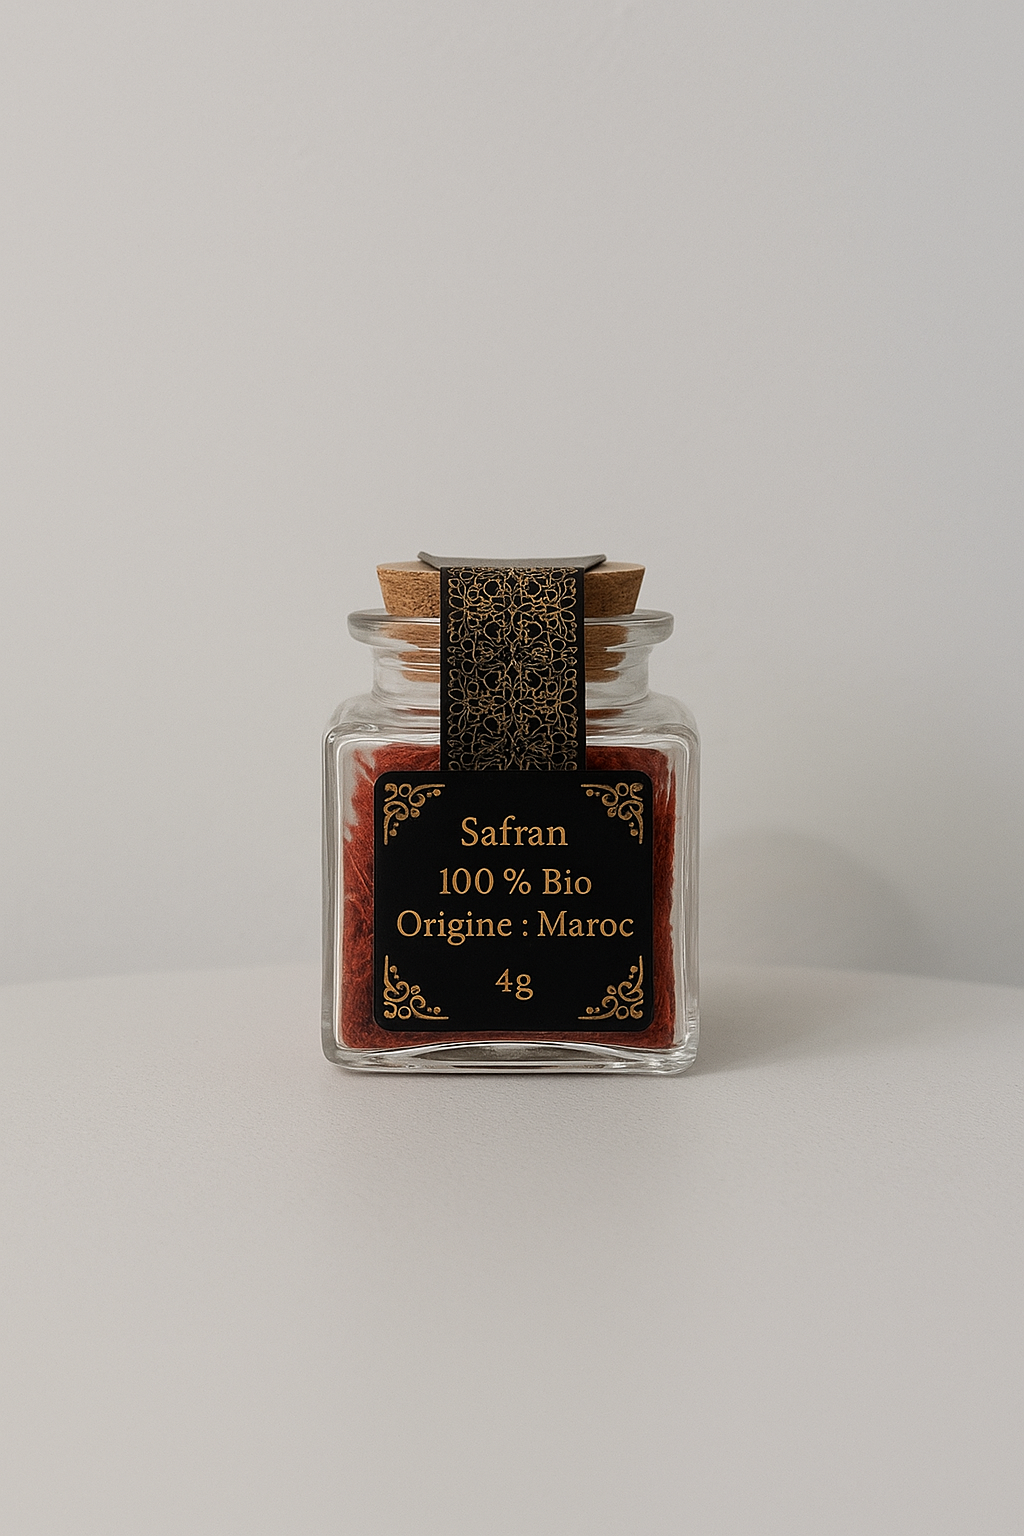 Safran
100 % Bio
Origine : Maroc
4g